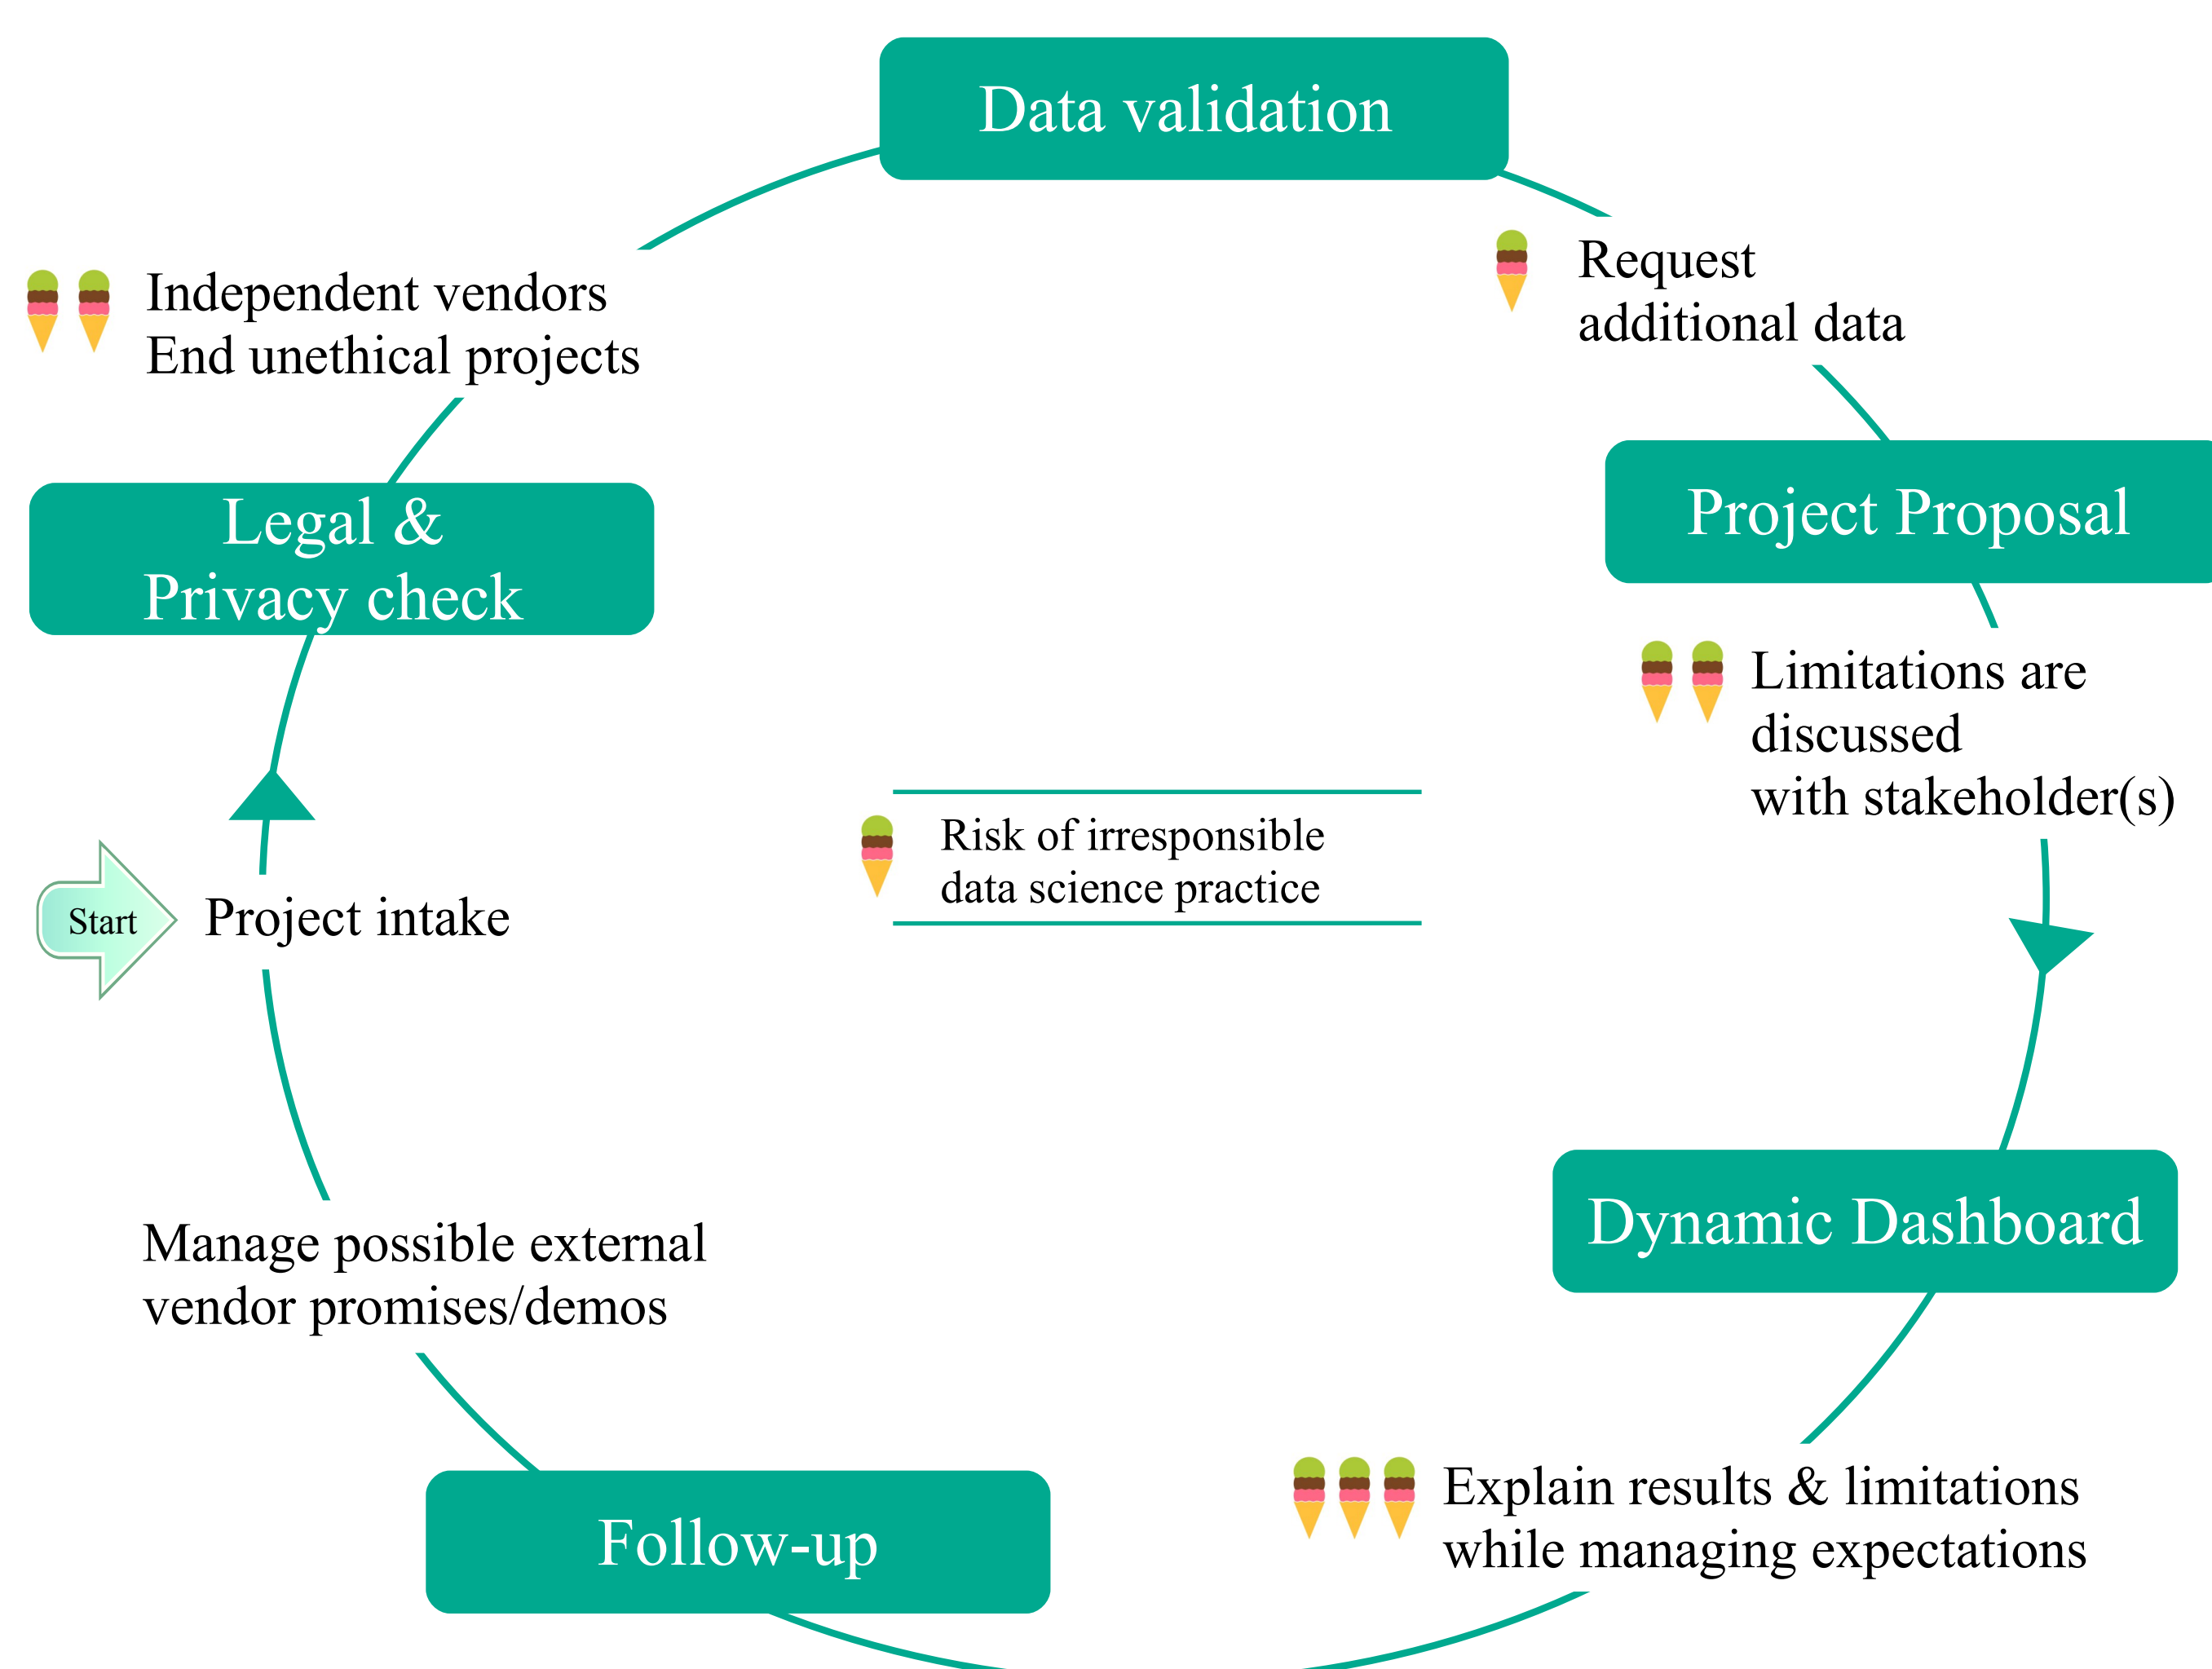 Data validation
Request
additional data
Independent vendors
End unethical projects
Legal &
Privacy check
Project Proposal
Limitations are
discussed
with stakeholder(s)
Risk of irresponsible
data science practice
Start
Project intake
Dynamic Dashboard
Manage possible external
vendor promises/demos
Explain results & limitations
while managing expectations
Follow-up